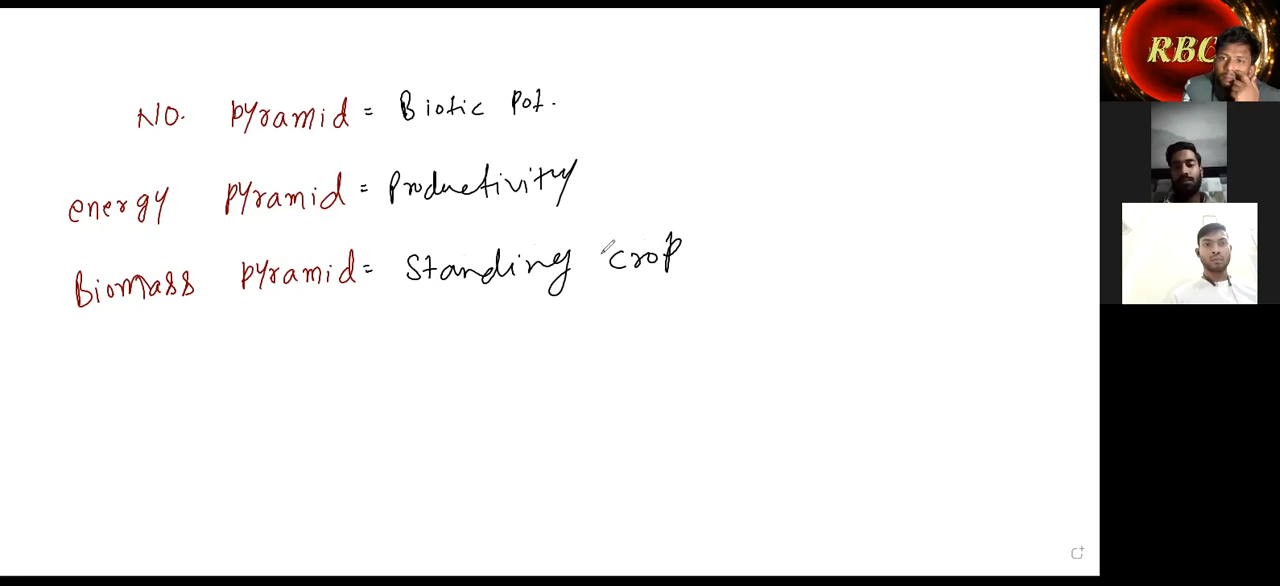 No. Pyramid = Biotic Pot.
energy Pyramid = Productivity
Biomass Pyramid = Standing crop
RBC